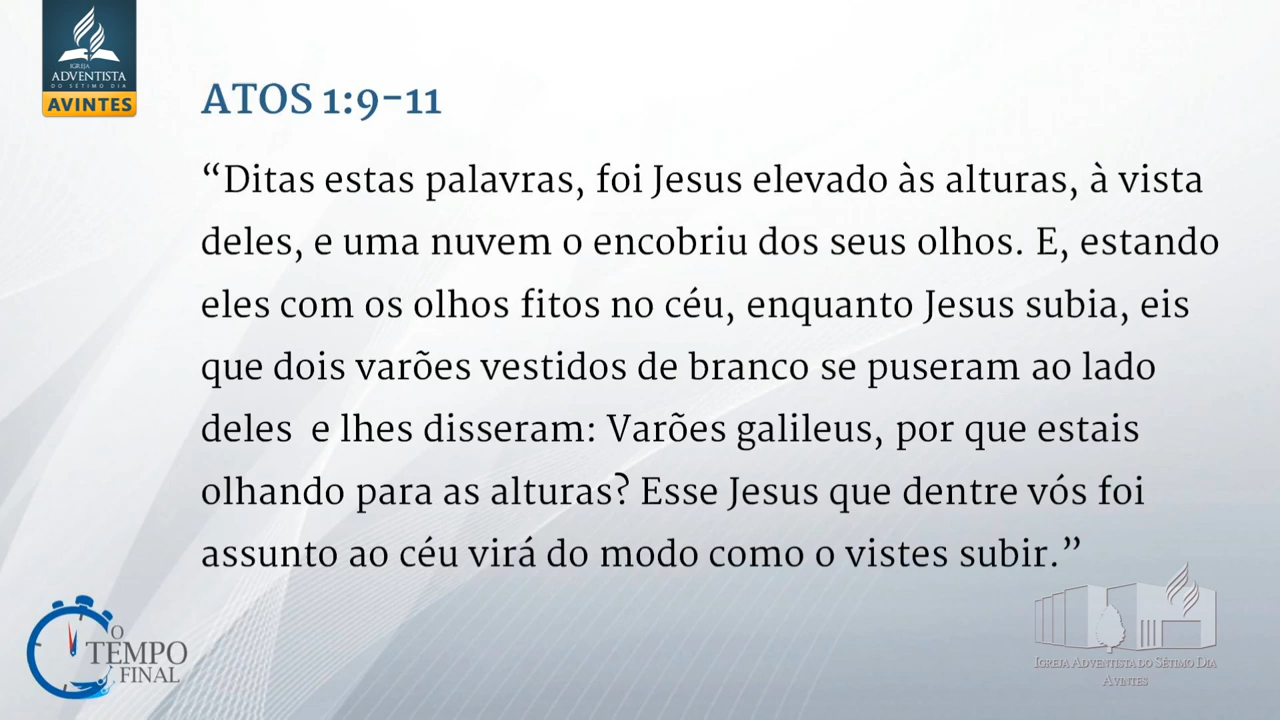 IGREJA
ADVENTISTA
DO SÉTIMO DIA
AVINTES
ATOS 1:9-11
“Ditas estas palavras, foi Jesus elevado às alturas, à vista
deles, e uma nuvem o encobriu dos seus olhos. E, estando
eles com os olhos fitos no céu, enquanto Jesus subia, eis
que dois varões vestidos de branco se puseram ao lado
deles  e lhes disseram: Varões galileus, por que estais
olhando para as alturas? Esse Jesus que dentre vós foi
assunto ao céu virá do modo como o vistes subir.”
O
TEMPO
FINAL
IGREJA ADVENTISTA DO SÉTIMO DIA
AVINTES